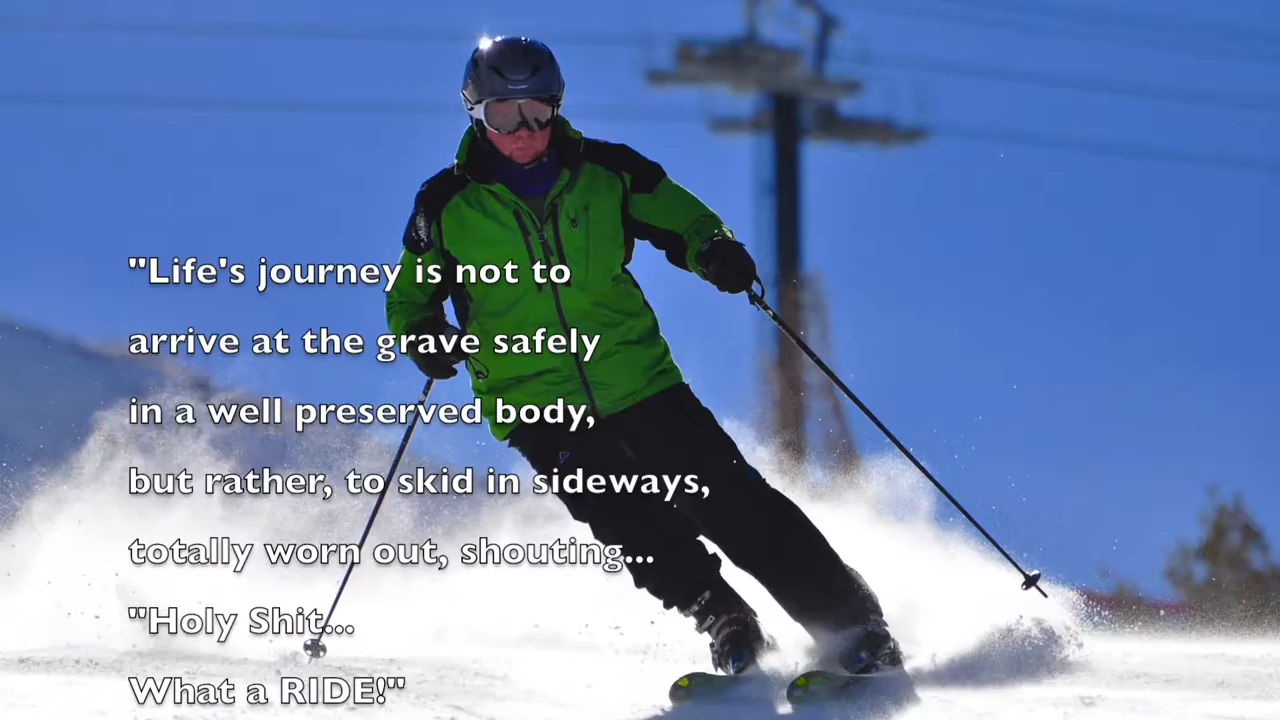 "Life's journey is not to
arrive at the grave safely
in a well preserved body,
but rather, to skid in sideways,
totally worn out, shouting...
"Holy Shit...
What a RIDE!"